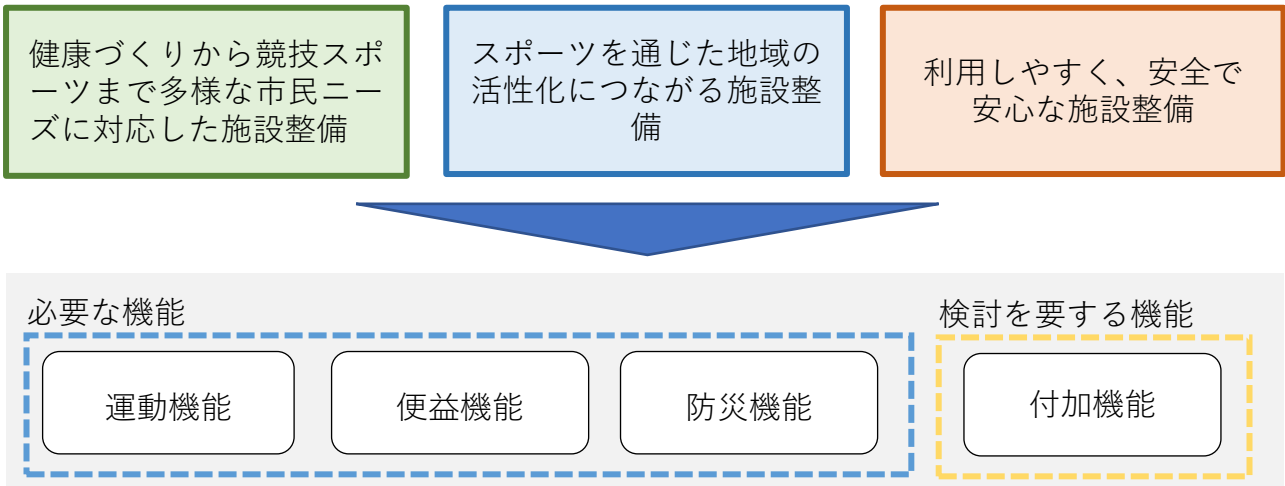 健康づくりから競技スポ
ーツまで多様な市民ニー
ズに対応した施設整備
スポーツを通じた地域の
活性化につながる施設整
備
利用しやすく、安全で
安心な施設整備
必要な機能
検討を要する機能
運動機能
便益機能
防災機能
付加機能